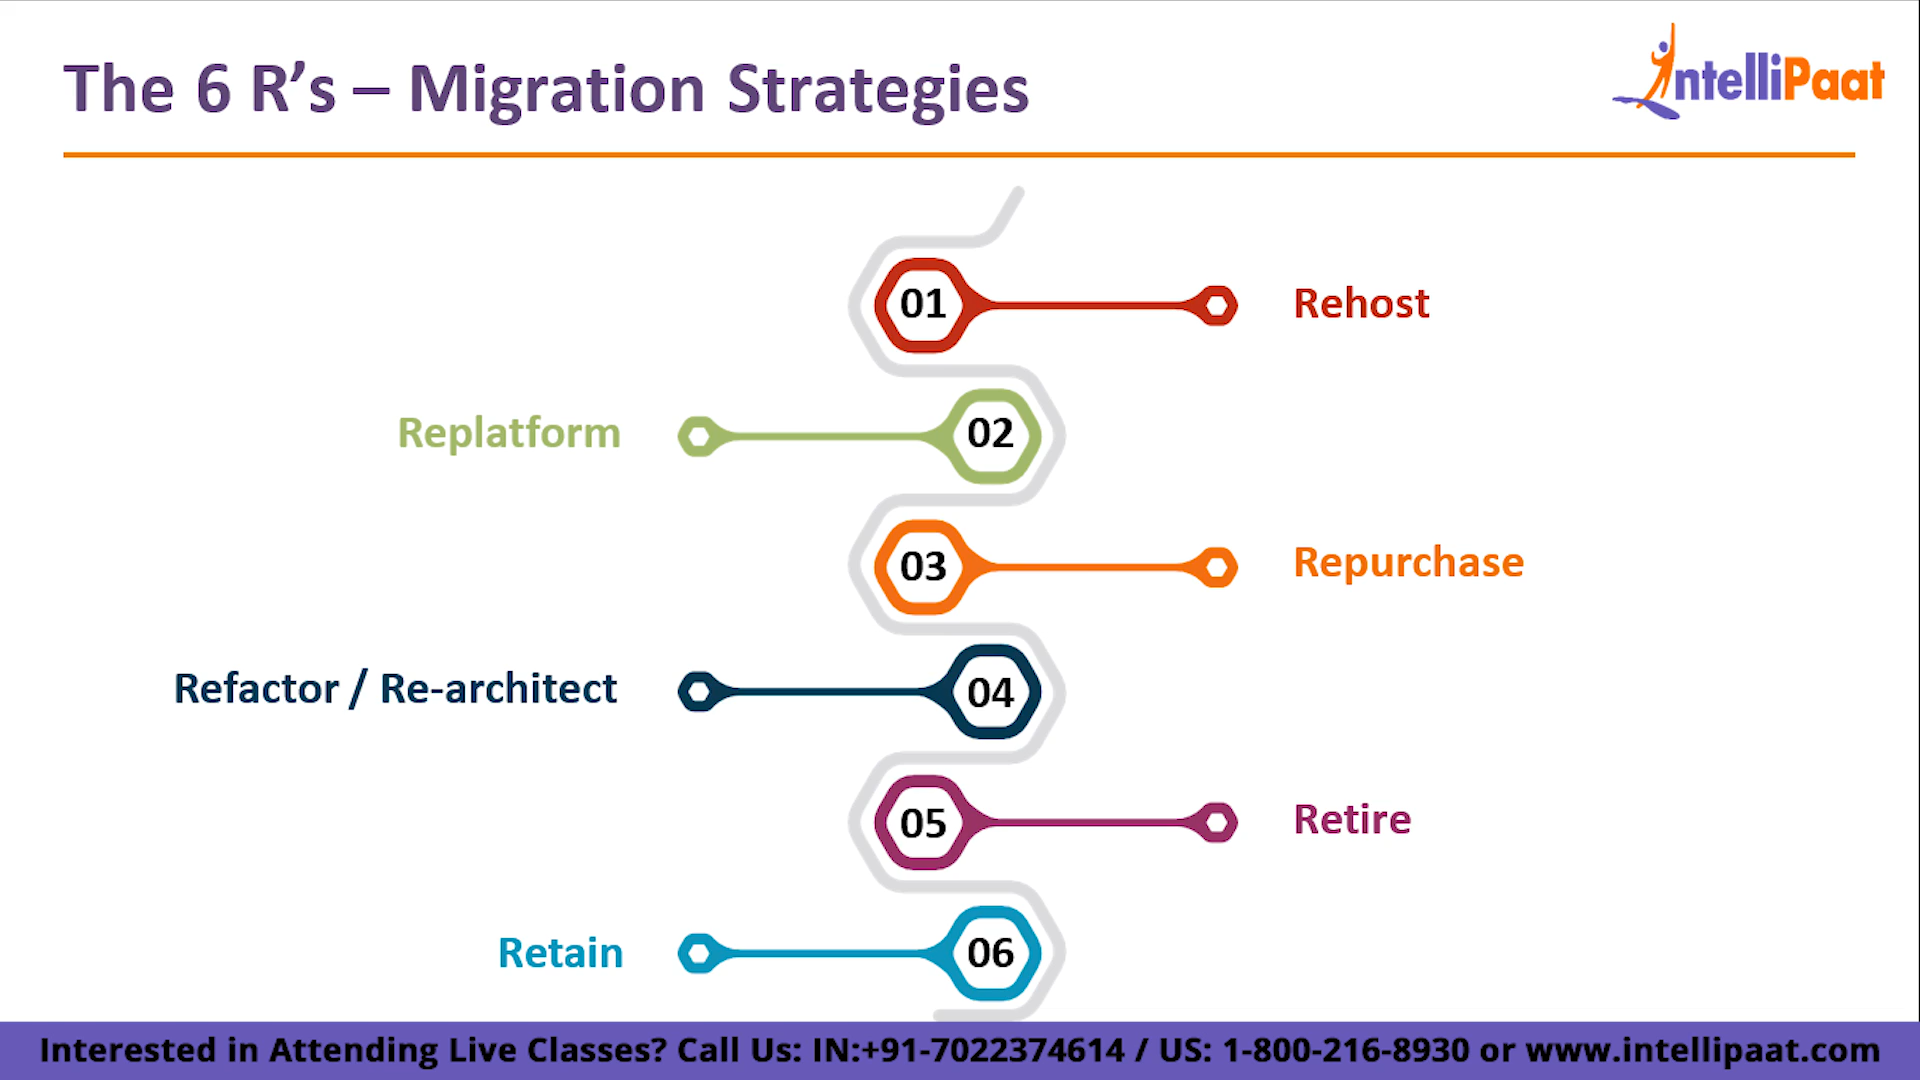 The 6 R's – Migration Strategies
IntelliPaat
01 Rehost
Replatform 02
03 Repurchase
Refactor / Re-architect 04
05 Retire
Retain 06
Interested in Attending Live Classes? Call Us: IN:+91-7022374614 / US: 1-800-216-8930 or www.intellipaat.com